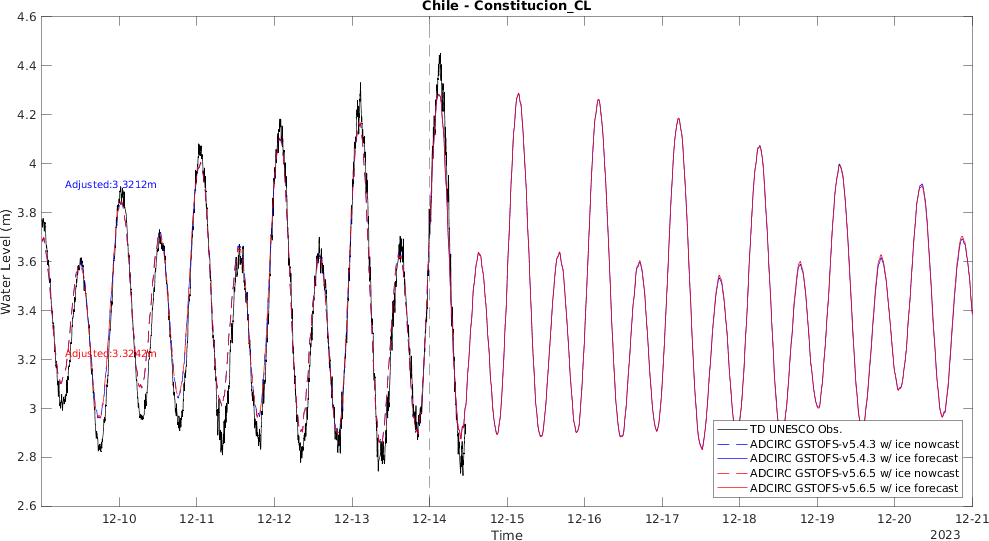 Chile - Constitucion_CL
4.6
4.4
4.2
4
3.8
3.6
3.4
3.2
3
2.8
2.6
Water Level (m)
Adjusted:3.3212m
Adjusted:3.3242m
TD UNESCO Obs.
ADCIRC GSTOFS-v5.4.3 w/ ice nowcast
ADCIRC GSTOFS-v5.4.3 w/ ice forecast
ADCIRC GSTOFS-v5.6.5 w/ ice nowcast
ADCIRC GSTOFS-v5.6.5 w/ ice forecast
12-10 12-11 12-12 12-13 12-14 12-15 12-16 12-17 12-18 12-19 12-20 12-21
Time
2023